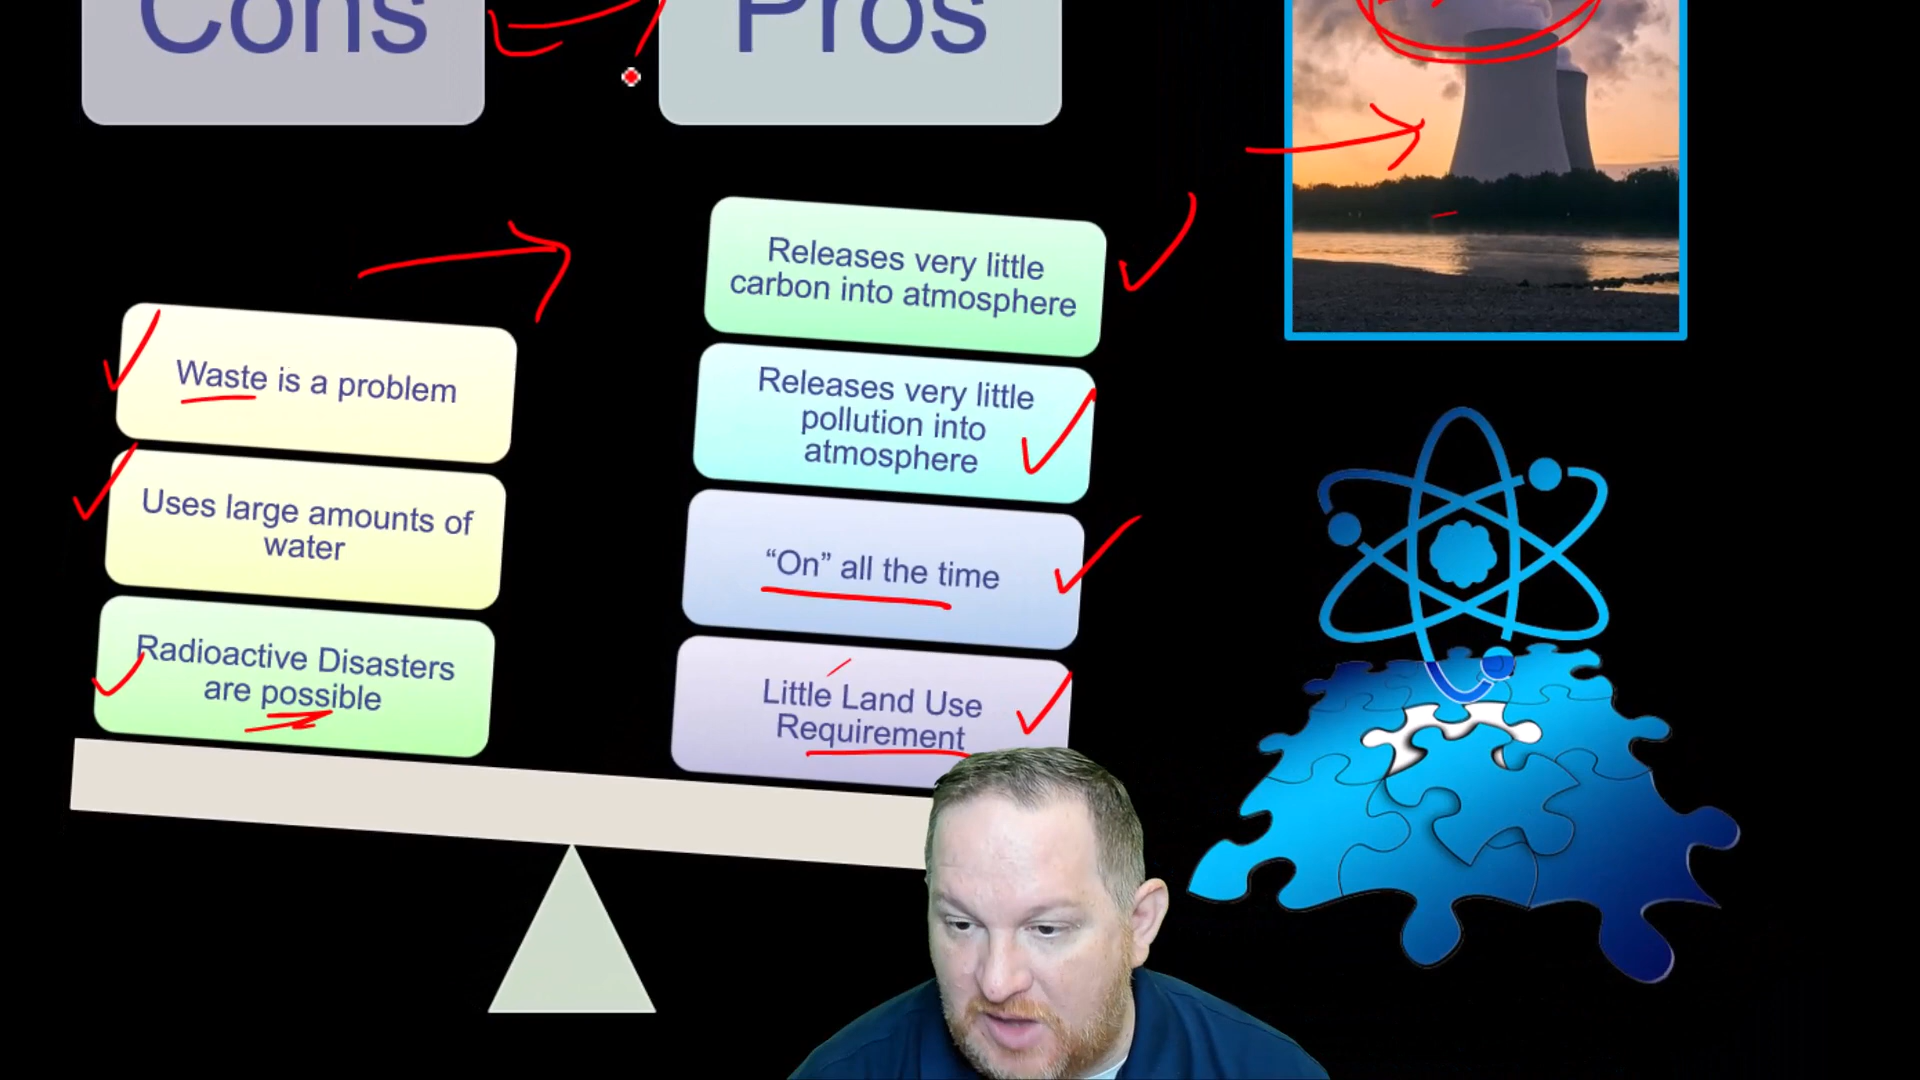 Cons
Pros
Releases very little
carbon into atmosphere
Waste is a problem
Releases very little
pollution into
atmosphere
Uses large amounts of
water
“On” all the time
Radioactive Disasters
are possible
Little Land Use
Requirement